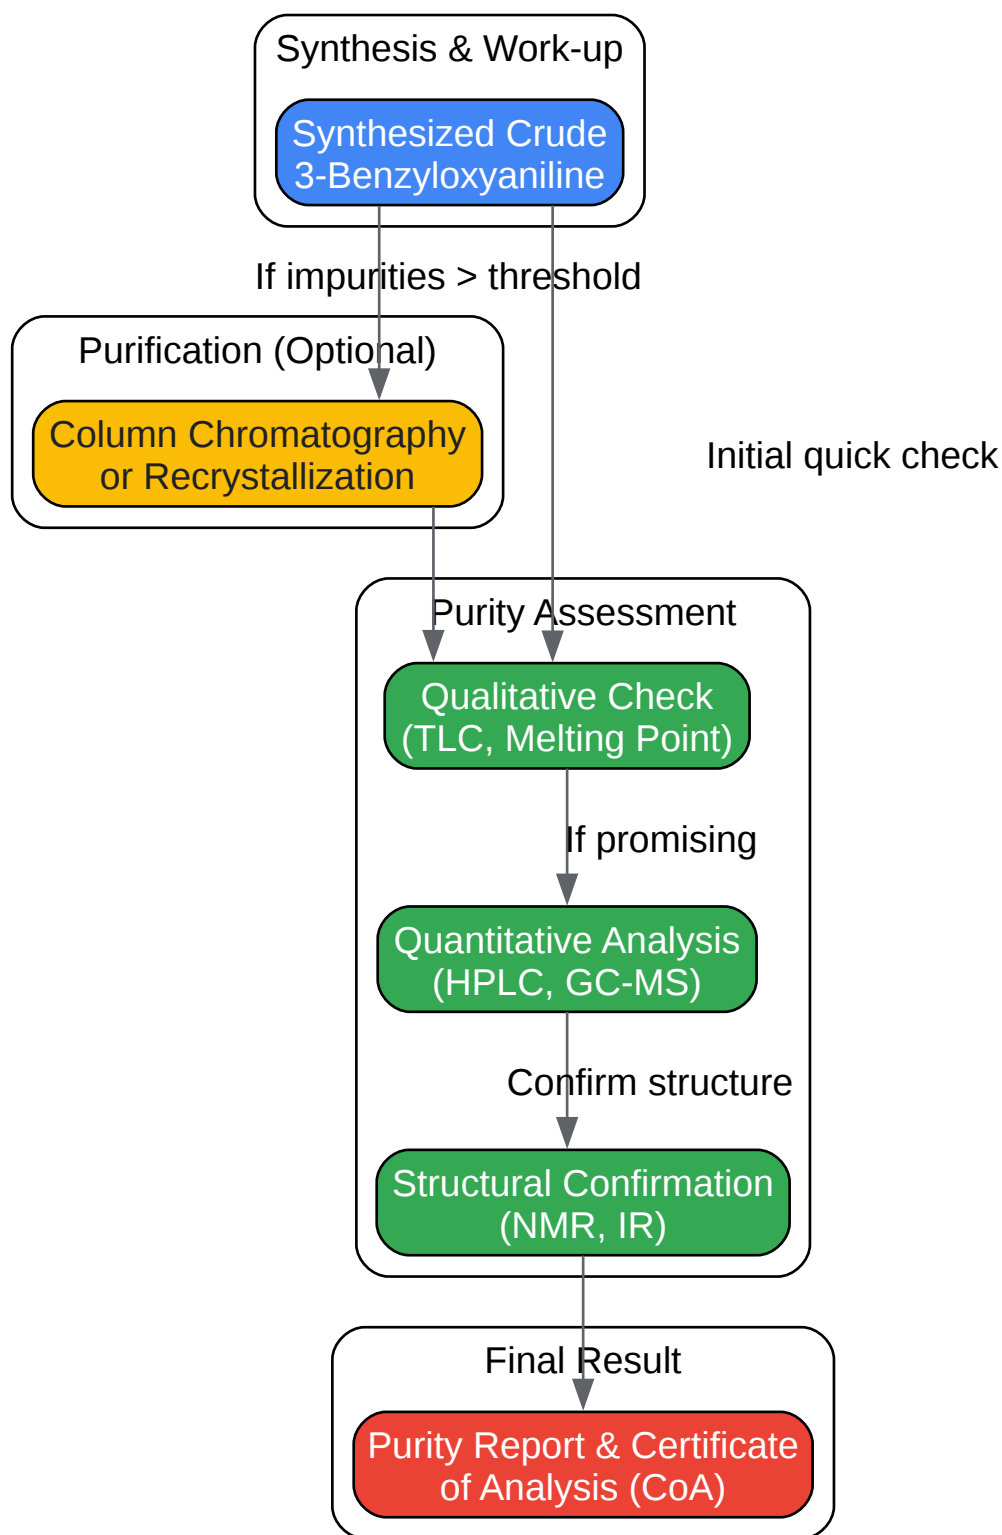 Synthesis & Work-up
Synthesized Crude
3-Benzyloxyaniline
If impurities > threshold
Purification (Optional)
Column Chromatography
or Recrystallization
Initial quick check
Purity Assessment
Qualitative Check
(TLC, Melting Point)
If promising
Quantitative Analysis
(HPLC, GC-MS)
Confirm structure
Structural Confirmation
(NMR, IR)
Final Result
Purity Report & Certificate
of Analysis (CoA)